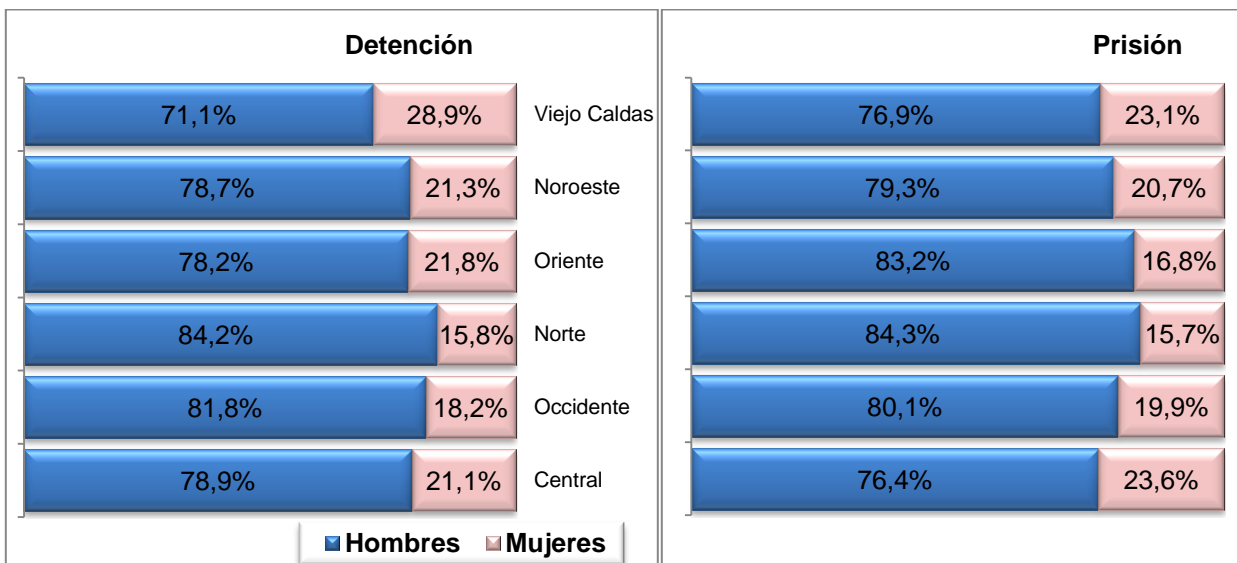 Detención
Prisión
71,1% 28,9% Viejo Caldas 76,9% 23,1%
78,7% 21,3% Noroeste 79,3% 20,7%
78,2% 21,8% Oriente 83,2% 16,8%
84,2% 15,8% Norte 84,3% 15,7%
81,8% 18,2% Occidente 80,1% 19,9%
78,9% 21,1% Central 76,4% 23,6%
Hombres Mujeres